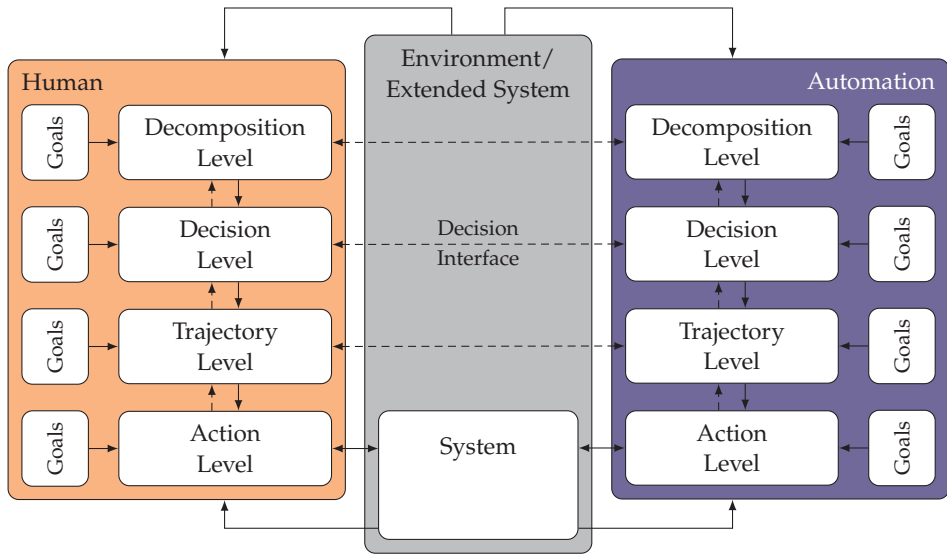 Environment/
Extended System
Human
Goals
Decomposition
Level
Goals
Decision
Level
Goals
Trajectory
Level
Goals
Action
Level
Decision
Interface
System
Automation
Decomposition
Level
Goals
Decision
Level
Goals
Trajectory
Level
Goals
Action
Level
Goals